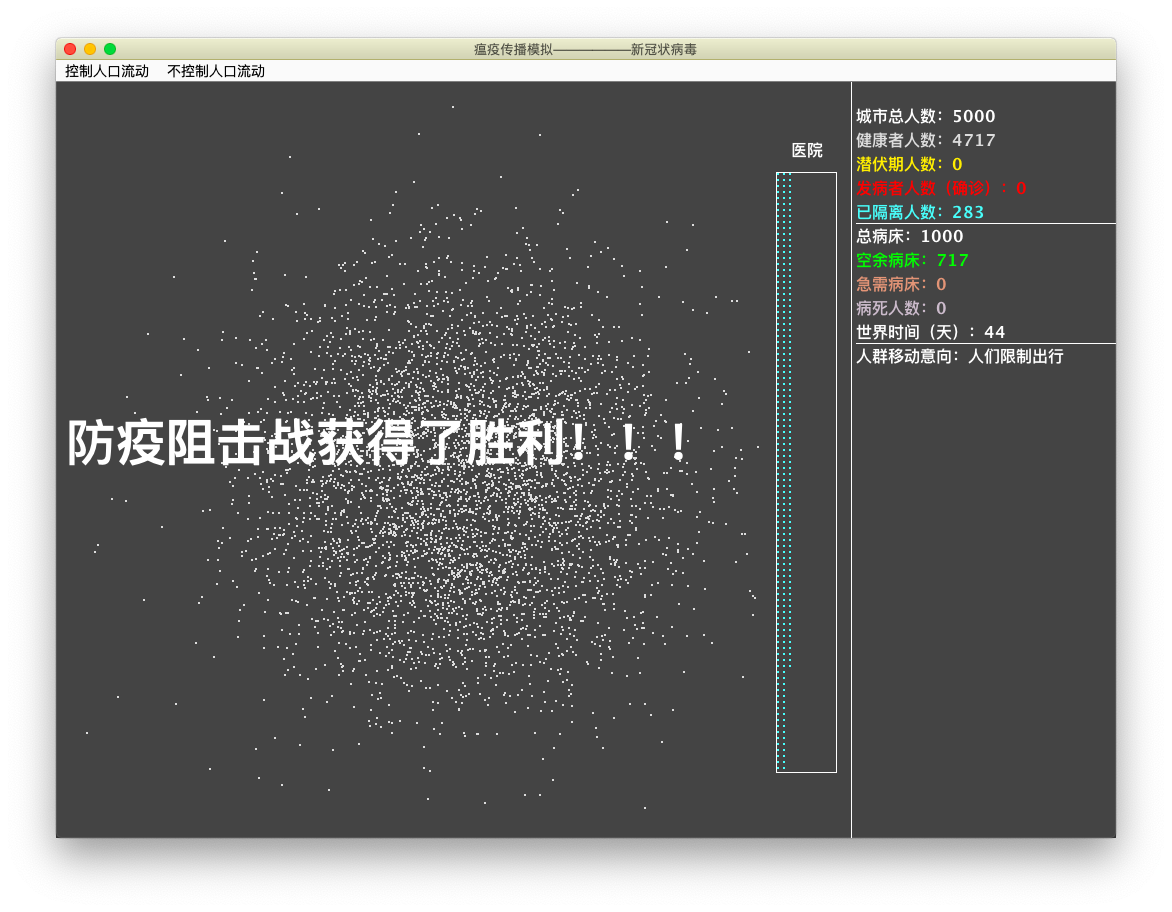 瘟疫传播模拟——————新冠状病毒
控制人口流动 不控制人口流动
医院
防疫阻击战获得了胜利！！！
城市总人数：5000
健康者人数：4717
潜伏期人数：0
发病者人数（确诊）：0
已隔离人数：283
总病床：1000
空余病床：717
急需病床：0
病死人数：0
世界时间（天）：44
人群移动意向：人们限制出行